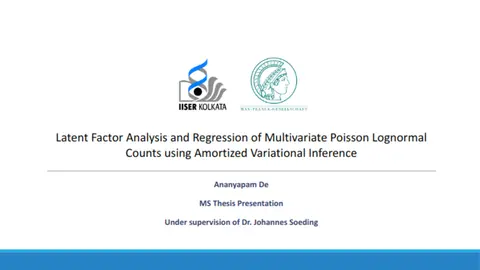 IISER KOLKATA
MAX-PLANCK-GESELLSCHAFT
Latent Factor Analysis and Regression of Multivariate Poisson Lognormal
Counts using Amortized Variational Inference
Ananyapam De
MS Thesis Presentation
Under supervision of Dr. Johannes Soeding